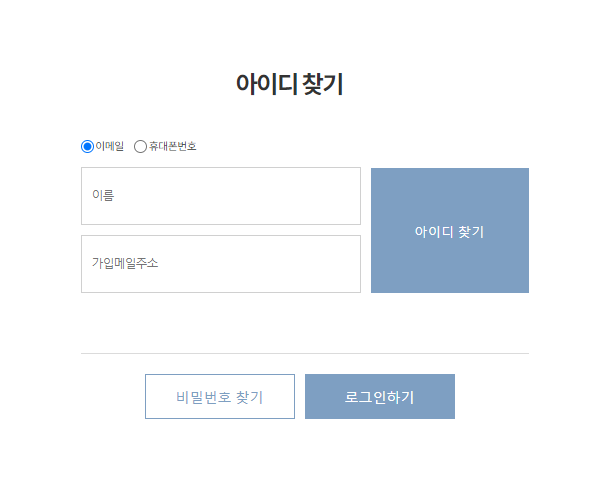 아이디 찾기
이메일 휴대폰번호
이름
아이디 찾기
가입메일주소
비밀번호 찾기 로그인하기